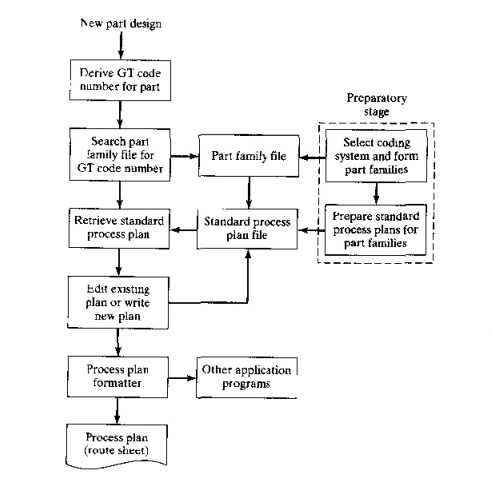 New part design
Derive GT code
number for part
Preparatory
stage
Search part
family file for
GT code number
Part family file
Select coding
system and form
part families
Retrieve standard
process plan
Standard process
plan file
Prepare standard
process plans for
part families
Edit existing
plan or write
new plan
Process plan
formatter
Other application
programs
Process plan
(route sheet)